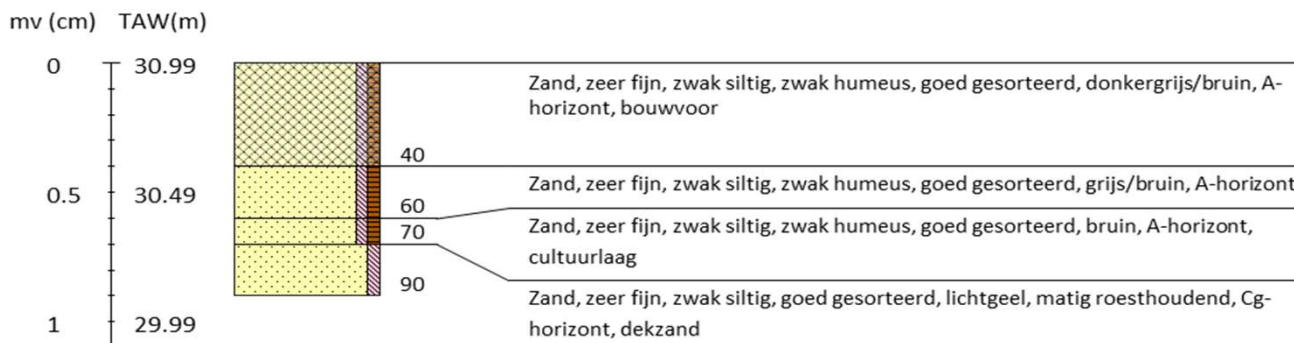 mv (cm) TAW(m)
0 30.99
Zand, zeer fijn, zwak siltig, zwak humeus, goed gesorteerd, donkergrijs/bruin, A-
horizont, bouwvoor
40
Zand, zeer fijn, zwak siltig, zwak humeus, goed gesorteerd, grijs/bruin, A-horizont
0.5 30.49
60
70
Zand, zeer fijn, zwak siltig, zwak humeus, goed gesorteerd, bruin, A-horizont,
cultuurlaag
90
Zand, zeer fijn, zwak siltig, goed gesorteerd, lichtgeel, matig roesthoudend, Cg-
horizont, dekzand
1 29.99